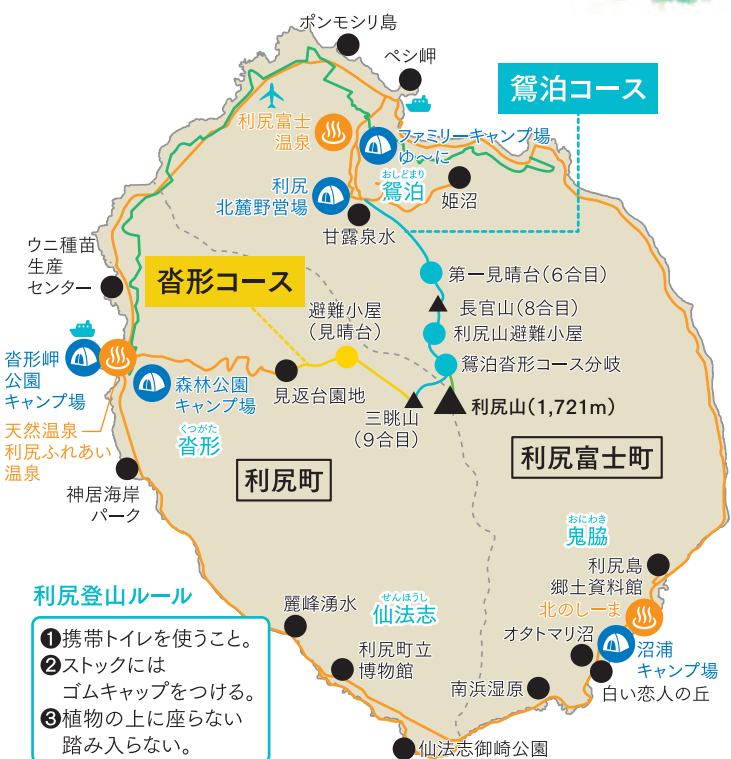 ポンモシリ島
ペシ岬
鴛泊コース
利尻富士
温泉
ファミリーキャンプ場
ゆ〜に
おしどまり
鴛泊
姫沼
利尻
北麓野営場
甘露泉水
ウニ種苗
生産
センター
沓形コース
避難小屋
(見晴台)
第一見晴台(6合目)
長官山(8合目)
利尻山避難小屋
鴛泊沓形コース分岐
沓形岬
公園
キャンプ場
森林公園
キャンプ場
見返台園地
三眺山
(9合目)
利尻山(1,721m)
天然温泉
利尻ふれあい
温泉
くつがた
沓形
利尻町
利尻富士町
神居海岸
パーク
おにわき
鬼脇
利尻島
郷土資料館
北のしーま
オタトマリ沼
沼浦
キャンプ場
白い恋人の丘
南浜湿原
せんほうし
仙法志
麗峰湧水
利尻町立
博物館
仙法志御崎公園
利尻登山ルール
❶携帯トイレを使うこと。
❷ストックには
ゴムキャップをつける。
❸植物の上に座らない
踏み入らない。